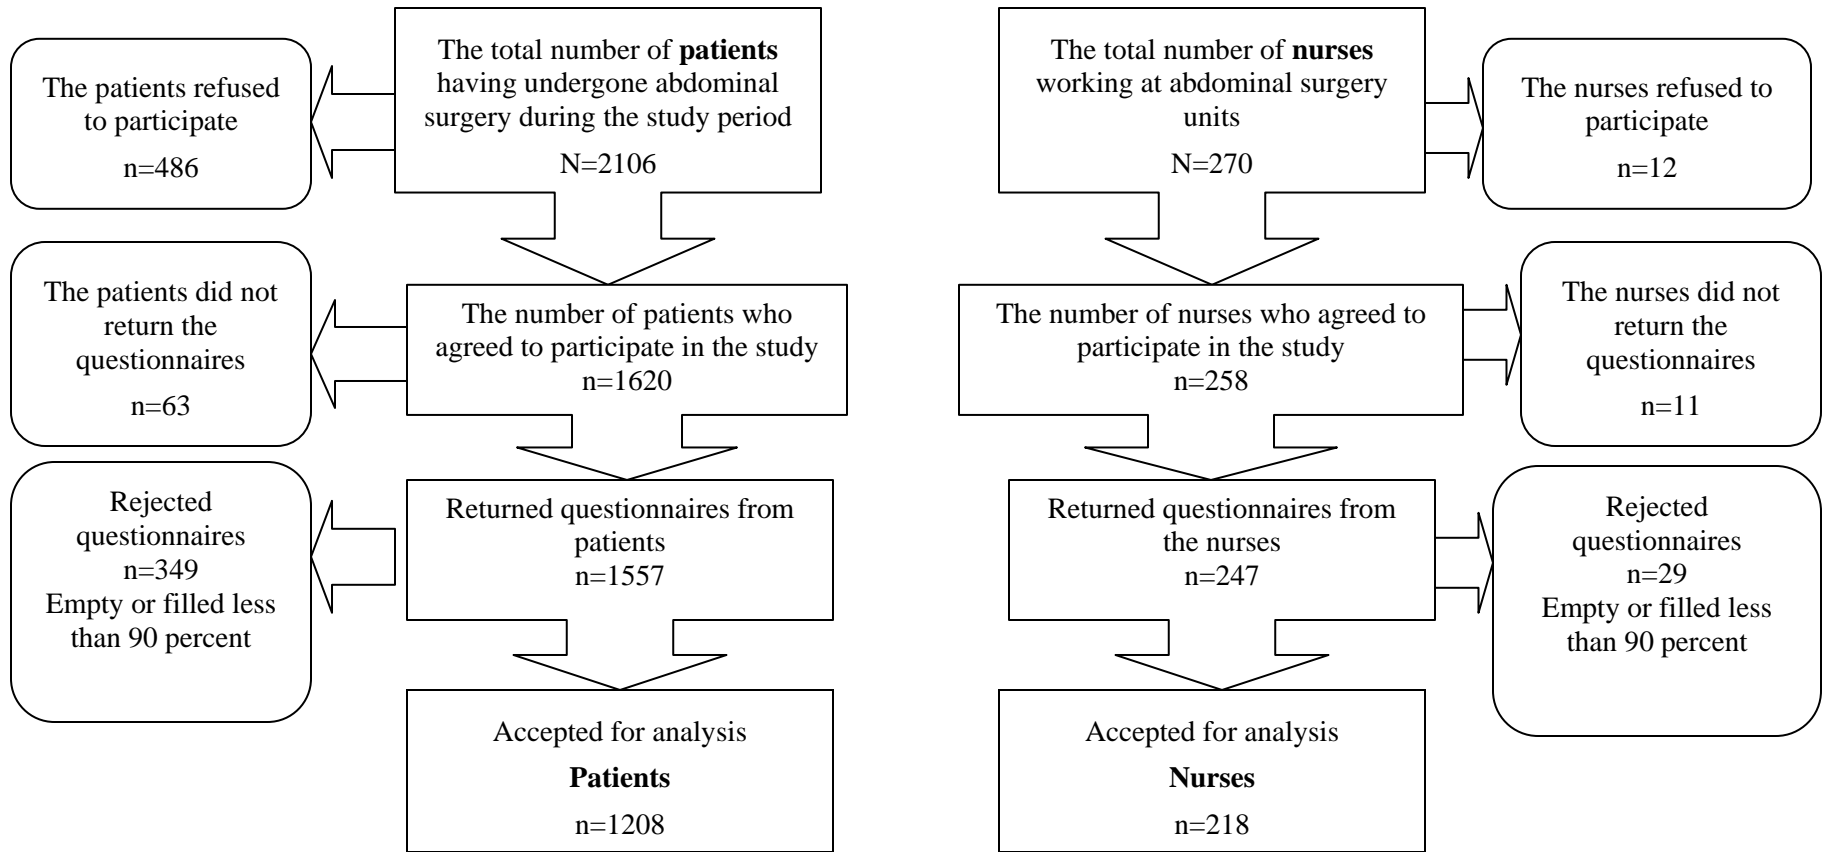 The patients refused
to participate
n=486
The total number of patients
having undergone abdominal
surgery during the study period
N=2106
The total number of nurses
working at abdominal surgery
units
N=270
The nurses refused to
participate
n=12
The patients did not
return the
questionnaires
n=63
The number of patients who
agreed to participate in the study
n=1620
The number of nurses who agreed to
participate in the study
n=258
The nurses did not
return the
questionnaires
n=11
Rejected
questionnaires
n=349
Empty or filled less
than 90 percent
Returned questionnaires from
patients
n=1557
Returned questionnaires from
the nurses
n=247
Rejected
questionnaires
n=29
Empty or filled less
than 90 percent
Accepted for analysis
Patients
n=1208
Accepted for analysis
Nurses
n=218